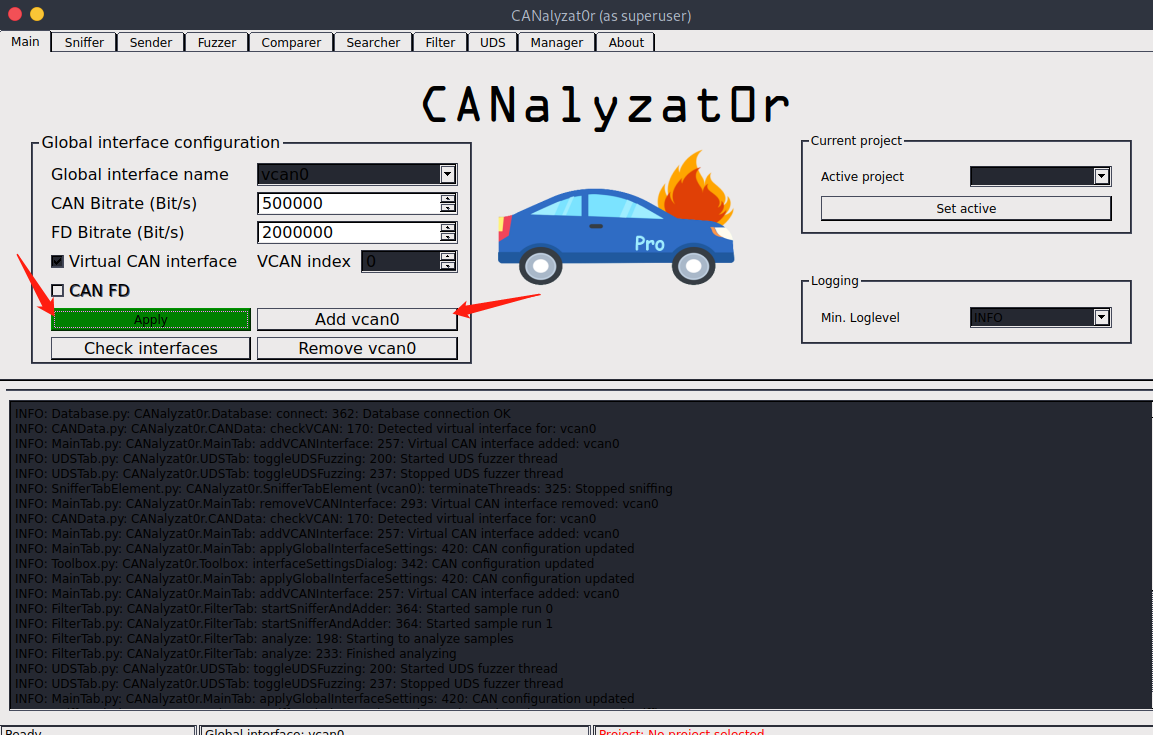 CANalyzat0r (as superuser)
Main Sniffer Sender Fuzzer Comparer Searcher Filter UDS Manager About
CANalyzat0r
Global interface configuration
Global interface name vcan0
CAN Bitrate (Bit/s) 500000
FD Bitrate (Bit/s) 2000000
Virtual CAN interface VCAN index 0
CAN FD
Apply Add vcan0
Check interfaces Remove vcan0
Pro
Current project
Active project
Set active
Logging
Min. Loglevel INFO
INFO: Database.py: CANalyzat0r.Database: connect: 362: Database connection OK
INFO: CANData.py: CANalyzat0r.CANData: checkVCAN: 170: Detected virtual interface for: vcan0
INFO: MainTab.py: CANalyzat0r.MainTab: addVCANInterface: 257: Virtual CAN interface added: vcan0
INFO: UDSTab.py: CANalyzat0r.UDSTab: toggleUDSFuzzing: 200: Started UDS fuzzer thread
INFO: UDSTab.py: CANalyzat0r.UDSTab: toggleUDSFuzzing: 237: Stopped UDS fuzzer thread
INFO: SnifferTabElement.py: CANalyzat0r.SnifferTabElement (vcan0): terminateThreads: 325: Stopped sniffing
INFO: MainTab.py: CANalyzat0r.MainTab: removeVCANInterface: 293: Virtual CAN interface removed: vcan0
INFO: CANData.py: CANalyzat0r.CANData: checkVCAN: 170: Detected virtual interface for: vcan0
INFO: MainTab.py: CANalyzat0r.MainTab: addVCANInterface: 257: Virtual CAN interface added: vcan0
INFO: MainTab.py: CANalyzat0r.MainTab: applyGlobalInterfaceSettings: 420: CAN configuration updated
INFO: Toolbox.py: CANalyzat0r.Toolbox: interfaceSettingsDialog: 342: CAN configuration updated
INFO: MainTab.py: CANalyzat0r.MainTab: applyGlobalInterfaceSettings: 420: CAN configuration updated
INFO: MainTab.py: CANalyzat0r.MainTab: addVCANInterface: 257: Virtual CAN interface added: vcan0
INFO: FilterTab.py: CANalyzat0r.FilterTab: startSnifferAndAdder: 364: Started sample run 0
INFO: FilterTab.py: CANalyzat0r.FilterTab: startSnifferAndAdder: 364: Started sample run 1
INFO: FilterTab.py: CANalyzat0r.FilterTab: analyze: 198: Starting to analyze samples
INFO: FilterTab.py: CANalyzat0r.FilterTab: analyze: 233: Finished analyzing
INFO: UDSTab.py: CANalyzat0r.UDSTab: toggleUDSFuzzing: 200: Started UDS fuzzer thread
INFO: UDSTab.py: CANalyzat0r.UDSTab: toggleUDSFuzzing: 237: Stopped UDS fuzzer thread
INFO: MainTab.py: CANalyzat0r.MainTab: applyGlobalInterfaceSettings: 420: CAN configuration updated
Ready Global interface: vcan0 Project: No project selected